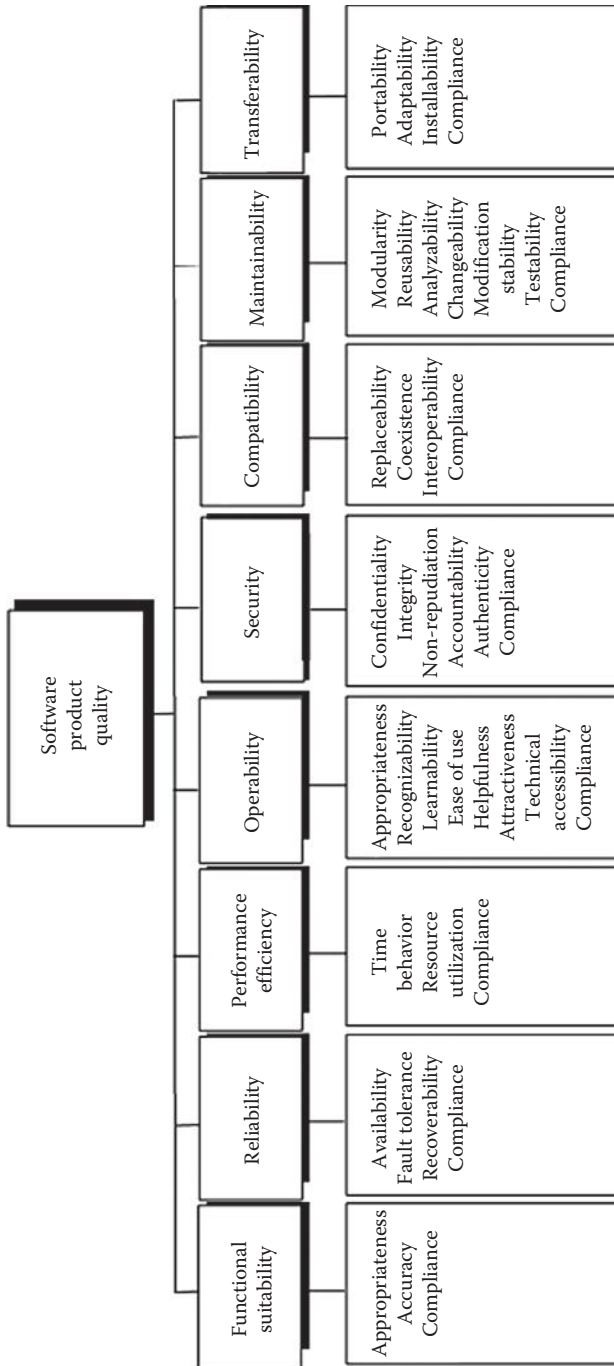 Software
product
quality
Functional
suitability
Reliability
Performance
efficiency
Operability
Security
Compatibility
Maintainability
Transferability
Appropriateness
Accuracy
Compliance
Availability
Fault tolerance
Recoverability
Compliance
Time
behavior
Resource
utilization
Compliance
Appropriateness
Recognizability
Learnability
Ease of use
Helpfulness
Attractiveness
Technical
accessibility
Compliance
Confidentiality
Integrity
Non-repudiation
Accountability
Authenticity
Compliance
Replaceability
Coexistence
Interoperability
Compliance
Modularity
Reusability
Analyzability
Changeability
Modification
stability
Testability
Compliance
Portability
Adaptability
Installability
Compliance